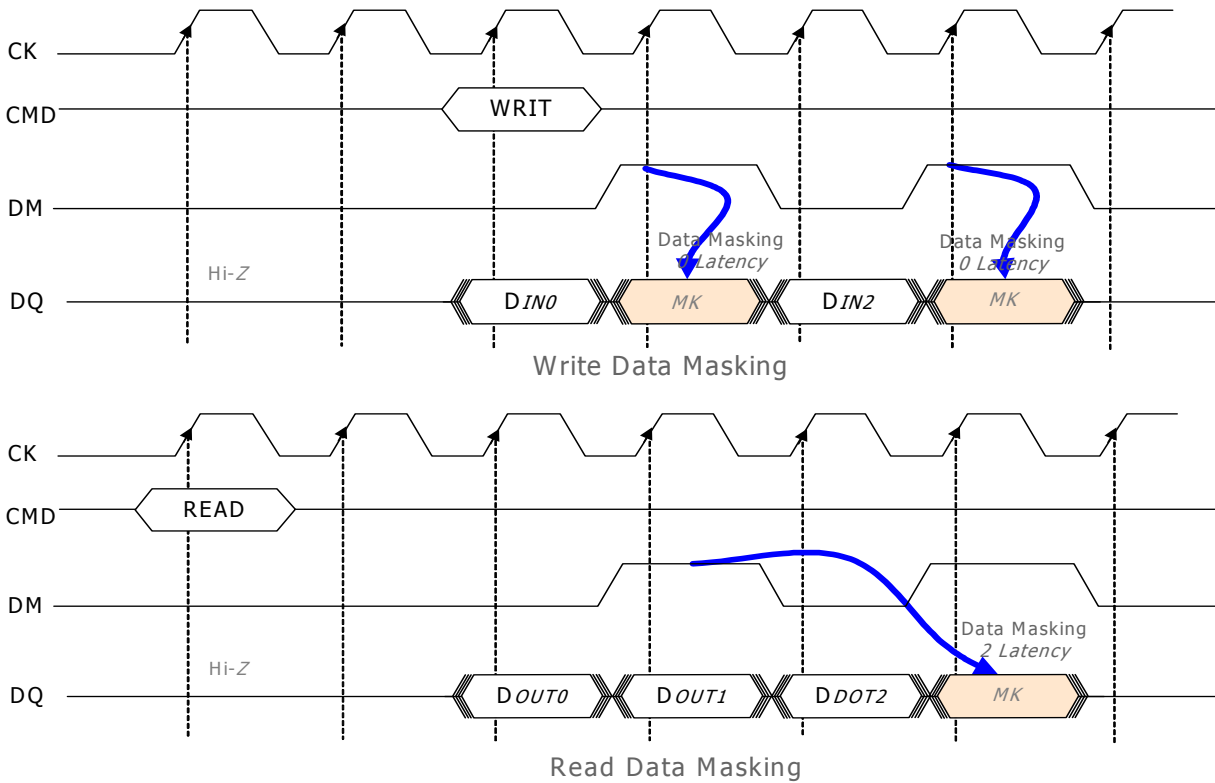 CK
CMD
WRIT
DM
Data Masking
0 Latency
Data Masking
0 Latency
Hi-Z
DQ
DIN0
MK
DIN2
MK
Write Data Masking
CK
CMD
READ
DM
Data Masking
2 Latency
Hi-Z
DQ
DOUT0
DOUT1
DDOT2
MK
Read Data Masking